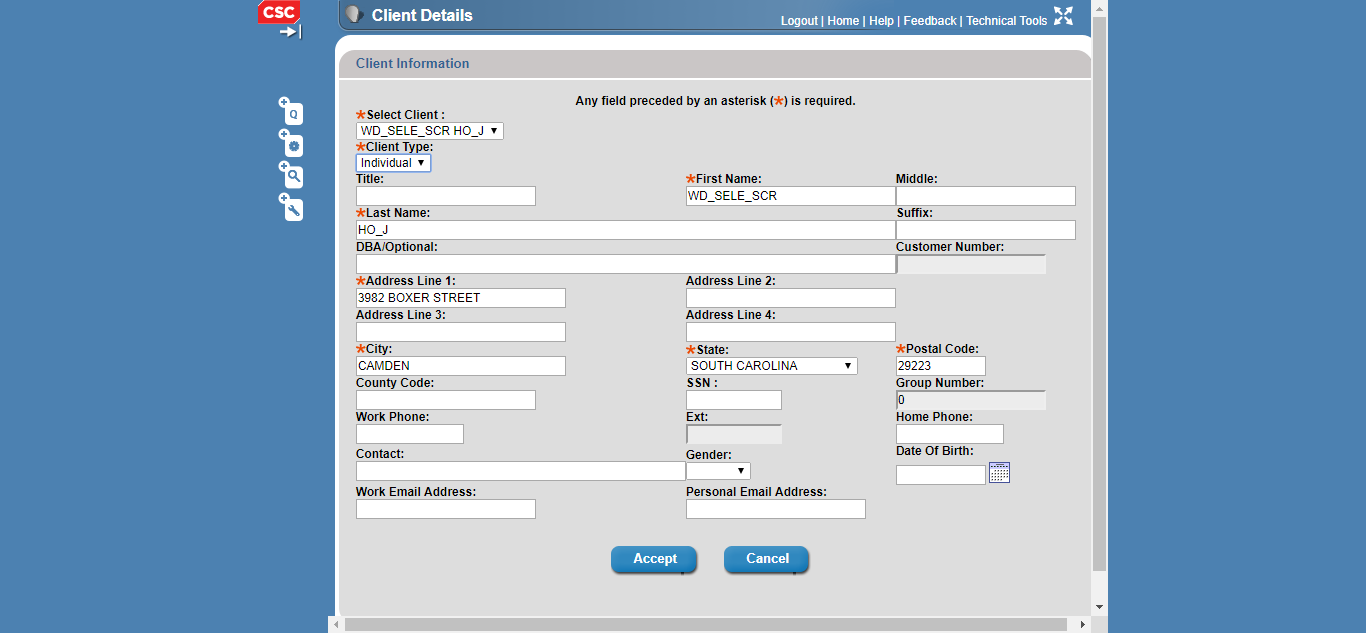 CSC
Client Details
Logout | Home | Help | Feedback | Technical Tools
Client Information
Any field preceded by an asterisk (*) is required.
*Select Client :
WD_SELE_SCR HO_J
*Client Type:
Individual
Title: *First Name: Middle:
WD_SELE_SCR
*Last Name: Suffix:
HO_J
DBA/Optional: Customer Number:
*Address Line 1: Address Line 2:
3982 BOXER STREET
Address Line 3: Address Line 4:
*City: *State: *Postal Code:
CAMDEN SOUTH CAROLINA 29223
County Code: SSN : Group Number:
0
Work Phone: Ext: Home Phone:
Contact: Gender: Date Of Birth:
Work Email Address: Personal Email Address:
Accept Cancel
Q